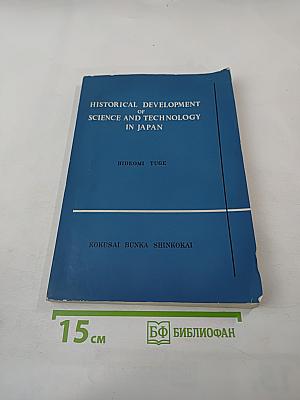 HISTORICAL DEVELOPMENT
OF
SCIENCE AND TECHNOLOGY
IN JAPAN
HIDEOMI TUGE
KOKUSAI BUNKA SHINKOKAI
15 см
БФ БИБЛИОФАН